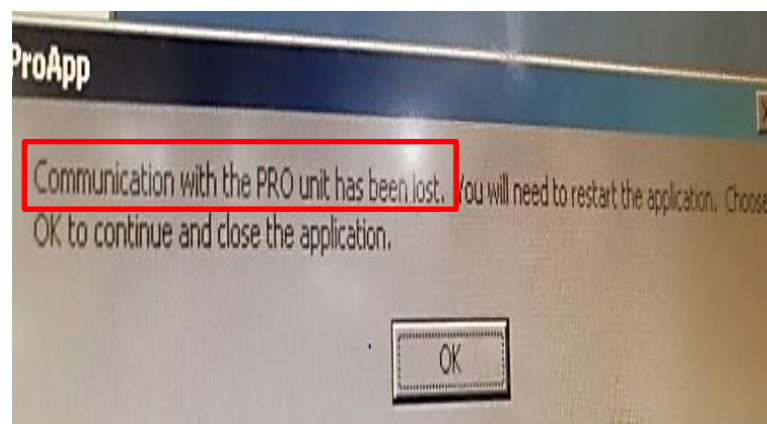 ProApp
Communication with the PRO unit has been lost. You will need to restart the application. Choose
OK to continue and close the application.
OK